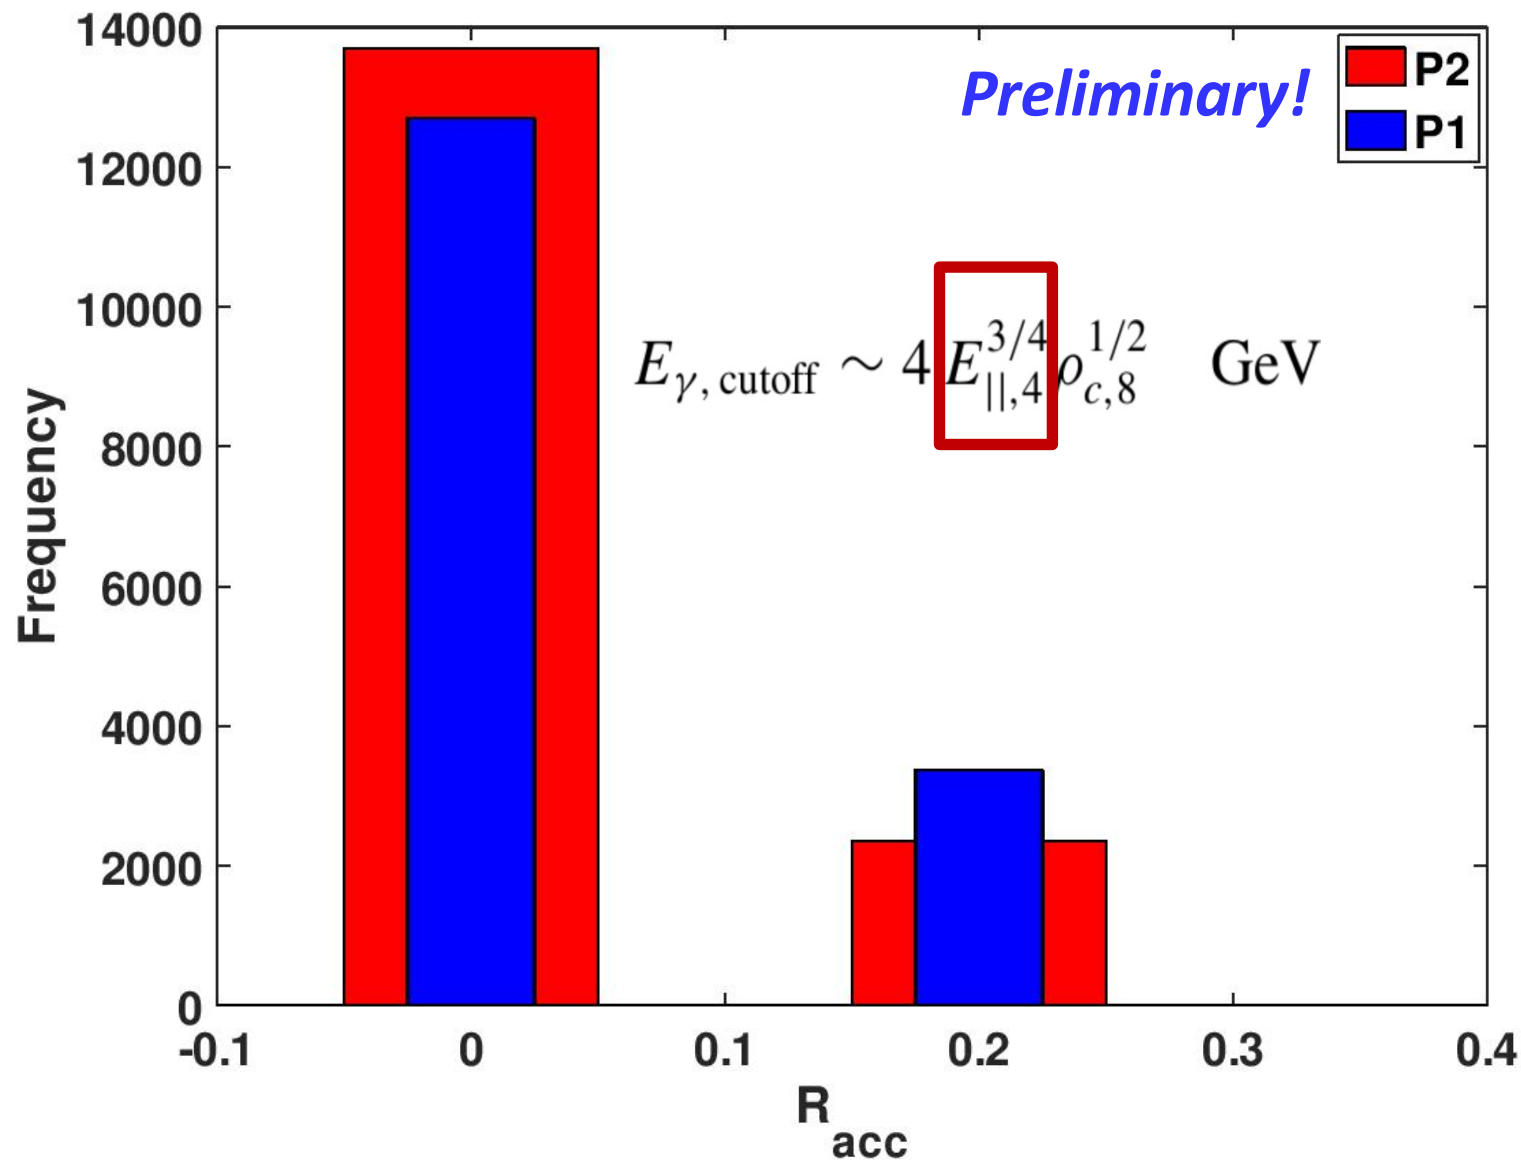 14000
12000
10000
8000
6000
4000
2000
0
Frequency
Preliminary!
P2
P1
E_{γ, cutoff} ∼ 4 E_{||,4}^{3/4} ρ_{c,8}^{1/2} GeV
-0.1 0 0.1 0.2 0.3 0.4
R_{acc}